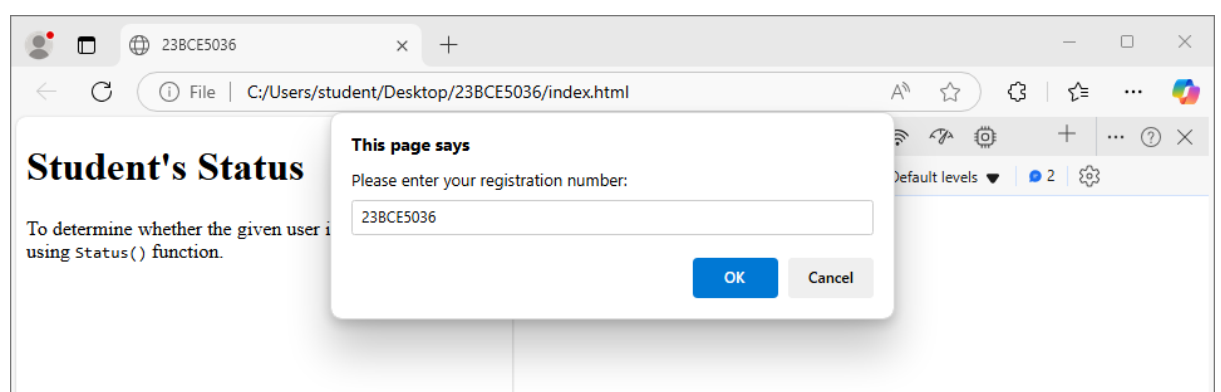 23BCE5036
File
C:/Users/student/Desktop/23BCE5036/index.html
This page says
Please enter your registration number:
23BCE5036
OK
Cancel
Student's Status
To determine whether the given user
using Status() function.
Default levels
2